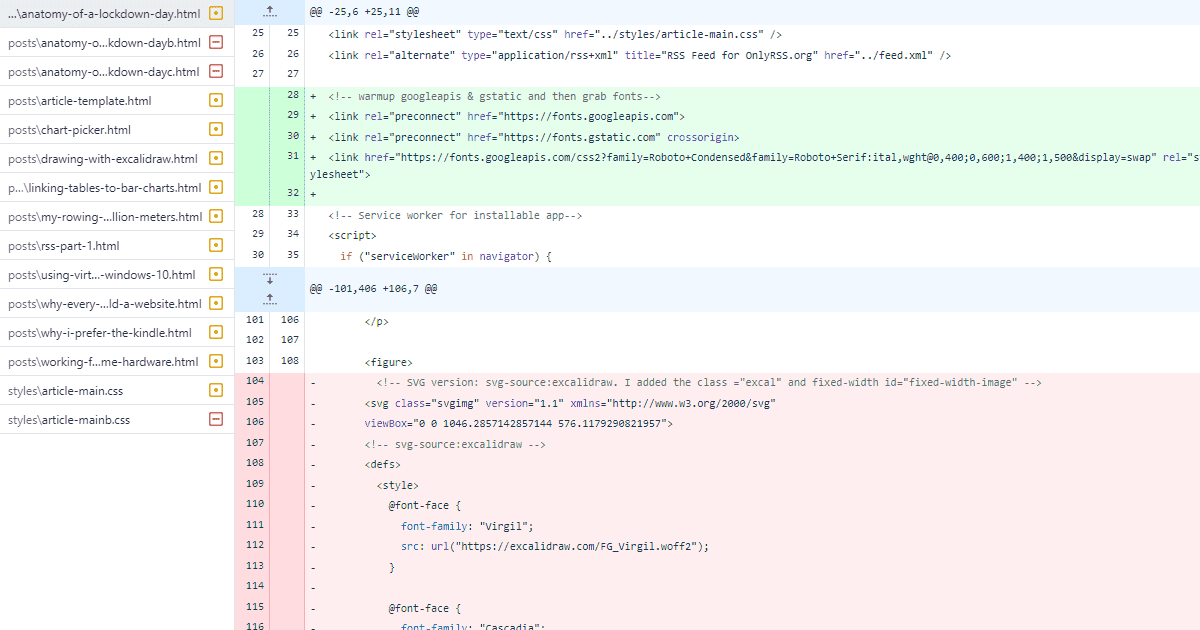 ...\anatomy-of-a-lockdown-day.html
posts\anatomy-o...kdown-dayb.html
posts\anatomy-o...kdown-dayc.html
posts\article-template.html
posts\chart-picker.html
posts\drawing-with-excalidraw.html
p...\linking-tables-to-bar-charts.html
posts\my-rowing-...llion-meters.html
posts\rss-part-1.html
posts\using-virt...-windows-10.html
posts\why-every-...ld-a-website.html
posts\why-i-prefer-the-kindle.html
posts\working-f...me-hardware.html
styles\article-main.css
styles\article-mainb.css
@@ -25,6 +25,11 @@
25 25 <link rel="stylesheet" type="text/css" href="../styles/article-main.css" />
26 26 <link rel="alternate" type="application/rss+xml" title="RSS Feed for OnlyRSS.org" href="../feed.xml" />
27 27
28 + <!-- warmup googleapis & gstatic and then grab fonts-->
29 + <link rel="preconnect" href="https://fonts.googleapis.com">
30 + <link rel="preconnect" href="https://fonts.gstatic.com" crossorigin>
31 + <link href="https://fonts.googleapis.com/css2?family=Roboto+Condensed&family=Roboto+Serif:ital,wght@0,400;0,600;1,400;1,500&display=swap" rel="st
ylesheet">
32 +
28 33 <!-- Service worker for installable app-->
29 34 <script>
30 35 if ("serviceWorker" in navigator) {
@@ -101,406 +106,7 @@
101 106 </p>
102 107
103 108 <figure>
104 - <!-- SVG version: svg-source:excalidraw. I added the class ="excal" and fixed-width id="fixed-width-image" -->
105 - <svg class="svgimg" version="1.1" xmlns="http://www.w3.org/2000/svg"
106 - viewBox="0 0 1046.2857142857144 576.1179290821957">
107 - <!-- svg-source:excalidraw -->
108 - <defs>
109 - <style>
110 - @font-face {
111 - font-family: "Virgil";
112 - src: url("https://excalidraw.com/FG_Virgil.woff2");
113 - }
114 -
115 - @font-face {
116 - font-family: "Cascadia";